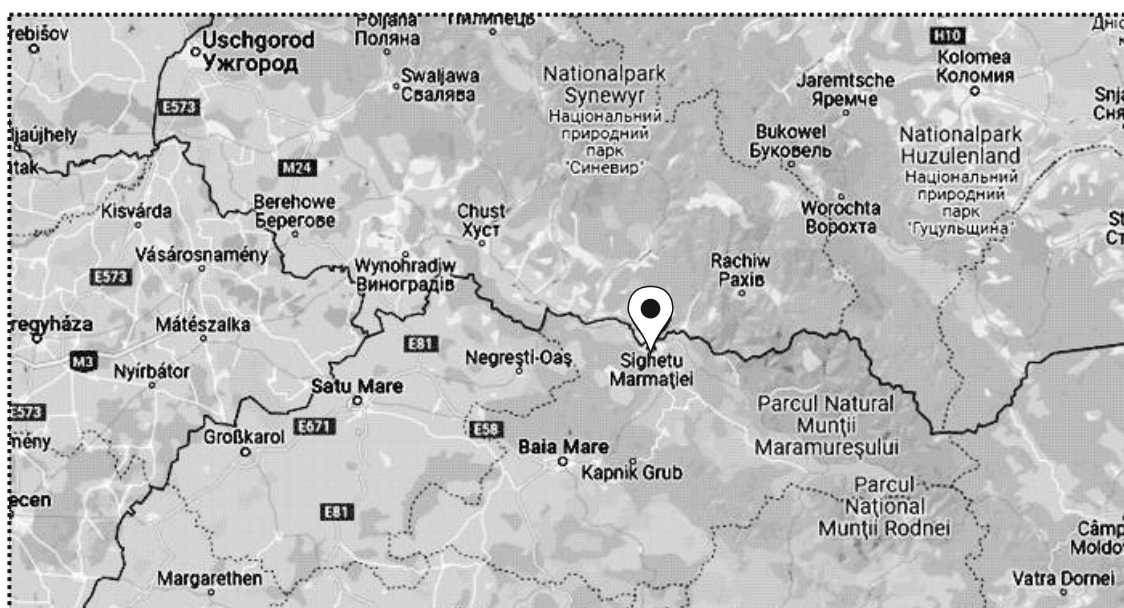 Uschgorod
Ужгород
Поляна
Swaljawa
Свалява
Nationalpark
Synewyr
Національний
природний
парк
"Синевир"
H10
Kolomea
Коломия
Jaremtsche
Яремче
Bukowel
Буковель
Nationalpark
Huzulenland
Національний
природний
парк
"Гуцульщина"
E573
M24
Kisvárda
Berehowe
Берегове
Chust
Хуст
Worochta
Ворохта
Vásárosnamény
E573
Wynohradiw
Виноградів
Rachiw
Рахів
Mátészalka
M3
Nyírbátor
E81
Negrești-Oaș
Sighetu
Marmației
Satu Mare
E573
Großkarol
E671
E58
Baia Mare
Kapnik Grub
Parcul Natural
Munții
Maramureșului
E81
Parcul
Național
Munții Rodnei
Margarethen
Vatra Dornei